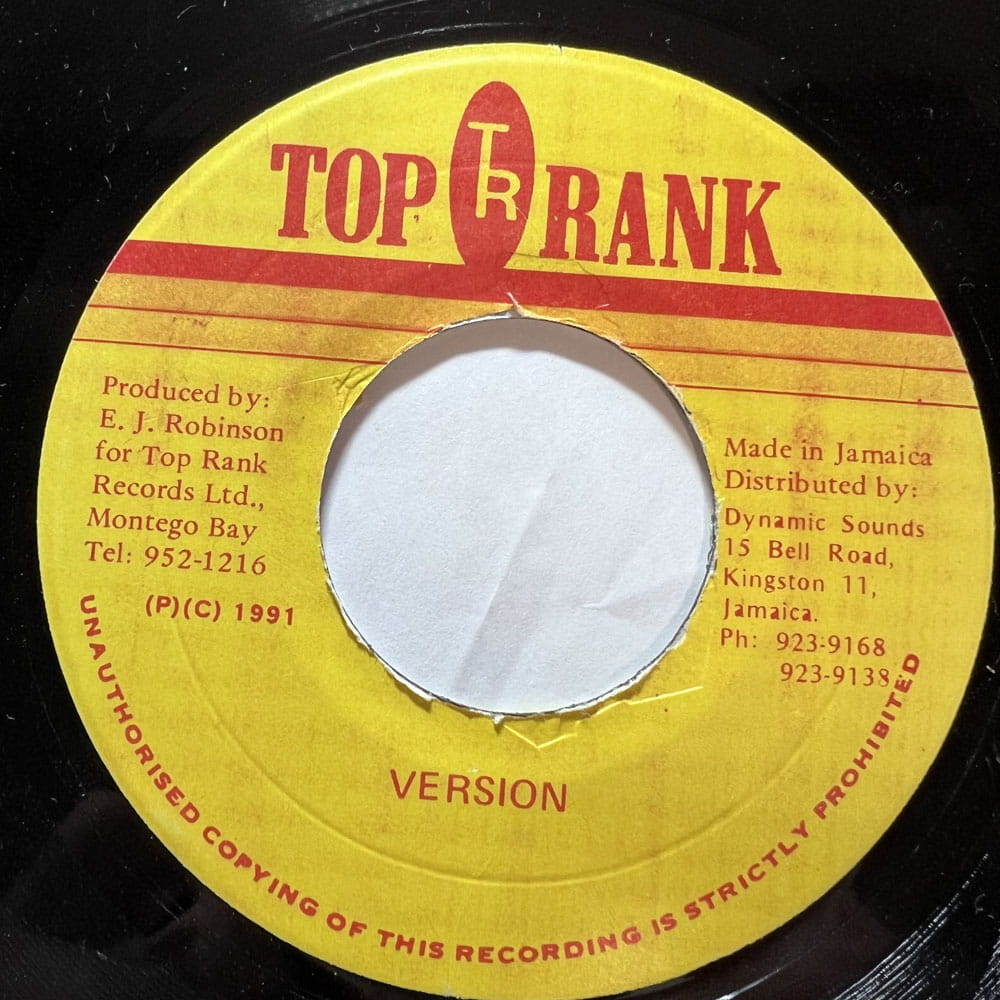 TOP TR RANK
Produced by:
E. J. Robinson
for Top Rank
Records Ltd.,
Montego Bay
Tel: 952-1216
(P)(C) 1991
Made in Jamaica
Distributed by:
Dynamic Sounds
15 Bell Road,
Kingston 11,
Jamaica.
Ph: 923-9168
923-9138
VERSION
UNAUTHORISED COPYING OF THIS RECORDING IS STRICTLY PROHIBITED